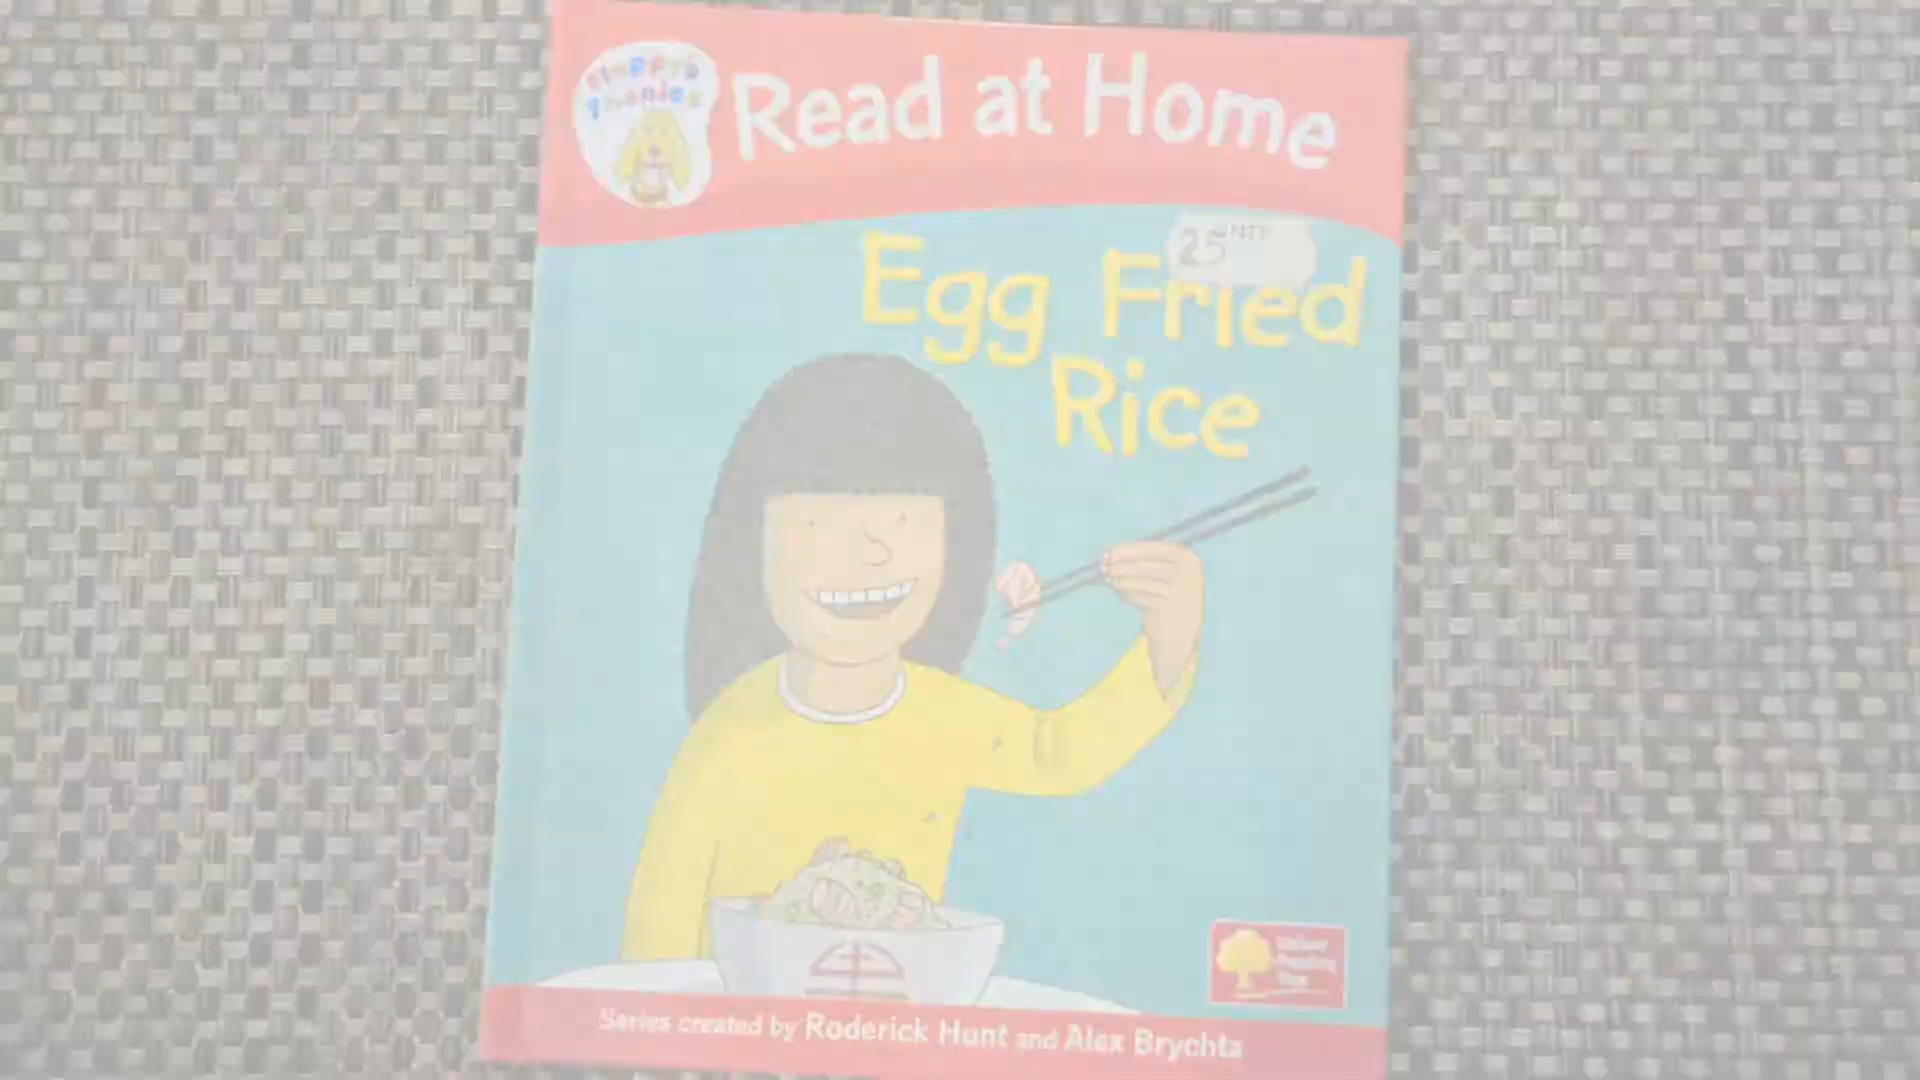 Read at Home
25
Egg Fried
Rice
Series created by Roderick Hunt and Alex Brychta